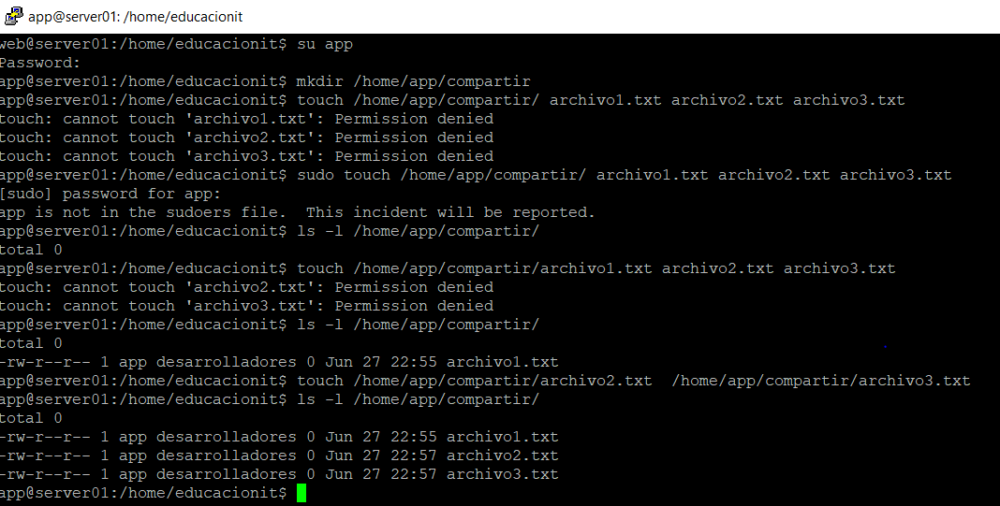 app@server01: /home/educacionit
web@server01:/home/educacionit$ su app
Password:
app@server01:/home/educacionit$ mkdir /home/app/compartir
app@server01:/home/educacionit$ touch /home/app/compartir/ archivo1.txt archivo2.txt archivo3.txt
touch: cannot touch 'archivo1.txt': Permission denied
touch: cannot touch 'archivo2.txt': Permission denied
touch: cannot touch 'archivo3.txt': Permission denied
app@server01:/home/educacionit$ sudo touch /home/app/compartir/ archivo1.txt archivo2.txt archivo3.txt
[sudo] password for app:
app is not in the sudoers file.  This incident will be reported.
app@server01:/home/educacionit$ ls -l /home/app/compartir/
total 0
app@server01:/home/educacionit$ touch /home/app/compartir/archivo1.txt archivo2.txt archivo3.txt
touch: cannot touch 'archivo2.txt': Permission denied
touch: cannot touch 'archivo3.txt': Permission denied
app@server01:/home/educacionit$ ls -l /home/app/compartir/
total 0
-rw-r--r-- 1 app desarrolladores 0 Jun 27 22:55 archivo1.txt
app@server01:/home/educacionit$ touch /home/app/compartir/archivo2.txt  /home/app/compartir/archivo3.txt
app@server01:/home/educacionit$ ls -l /home/app/compartir/
total 0
-rw-r--r-- 1 app desarrolladores 0 Jun 27 22:55 archivo1.txt
-rw-r--r-- 1 app desarrolladores 0 Jun 27 22:57 archivo2.txt
-rw-r--r-- 1 app desarrolladores 0 Jun 27 22:57 archivo3.txt
app@server01:/home/educacionit$